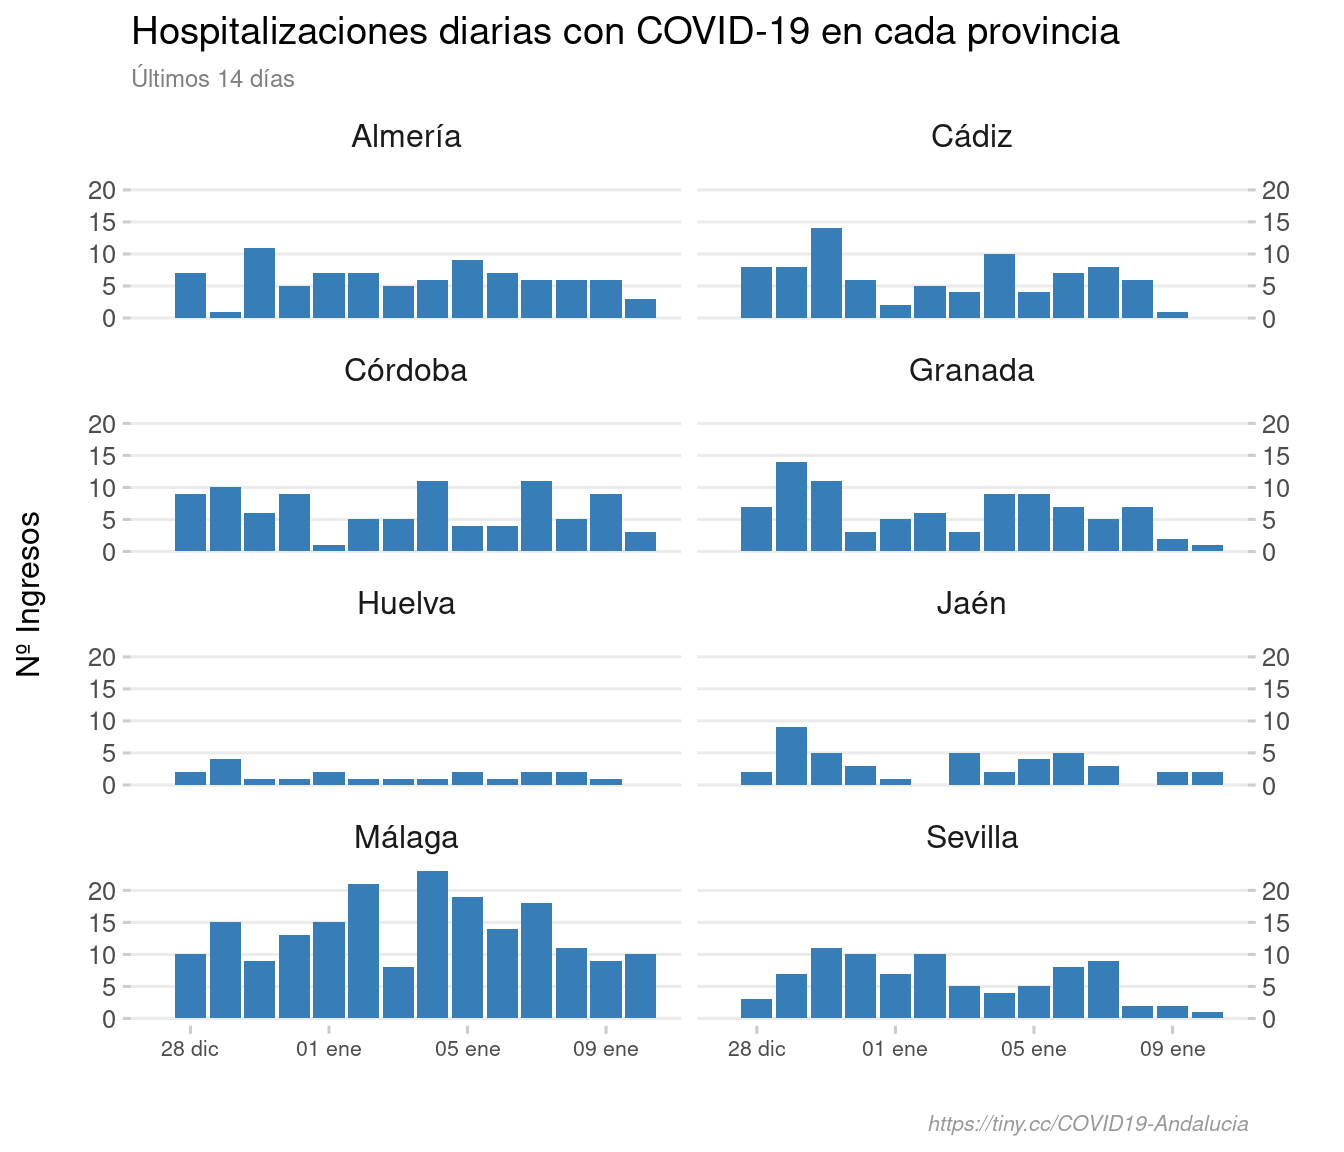 Hospitalizaciones diarias con COVID-19 en cada provincia
Últimos 14 días
Almería
Cádiz
20
15
10
5
0
20
15
10
5
0
Córdoba
Granada
20
15
10
5
0
20
15
10
5
0
Nº Ingresos
Huelva
Jaén
20
15
10
5
0
20
15
10
5
0
Málaga
Sevilla
20
15
10
5
0
20
15
10
5
0
28 dic 01 ene 05 ene 09 ene
28 dic 01 ene 05 ene 09 ene
https://tiny.cc/COVID19-Andalucia